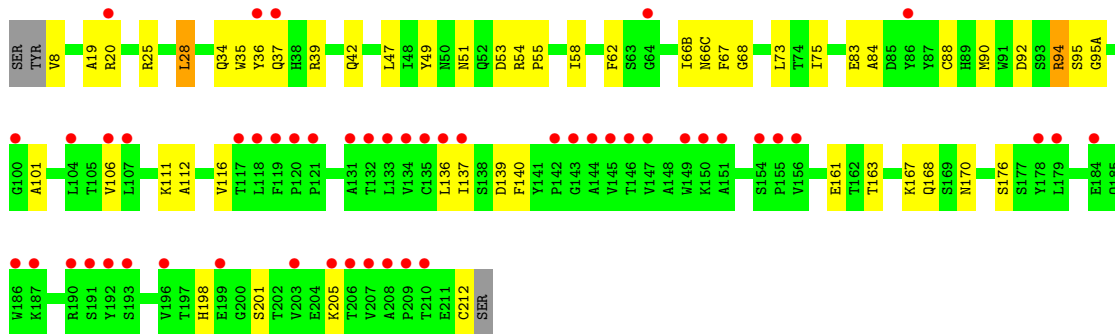 SER TYR V8 A19 R20 R25 L28 Q34 W35 Y36 Q37 H38 R39 Q42 L47 I48 Y49 N50 N51 Q52 D53 R54 P55 I58 F62 S63 G64 I66B N66C F67 G68 L73 T74 I75 E83 A84 D85 Y86 Y87 C88 H89 M90 W91 D92 S93 R94 S95 G95A
G100 A101 L104 T105 V106 L107 K111 A112 V116 T117 L118 F119 P120 P121 A131 T132 L133 V134 C135 L136 I137 S138 D139 F140 Y141 P142 G143 A144 V145 T146 V147 A148 W149 K150 A151 S154 P155 V156 E161 T162 T163 K167 Q168 S169 N170 S176 S177 Y178 L179 E184 Q185
W186 K187 R190 S191 Y192 S193 V196 T197 H198 E199 G200 S201 T202 V203 E204 K205 T206 V207 A208 P209 T210 E211 C212 SER